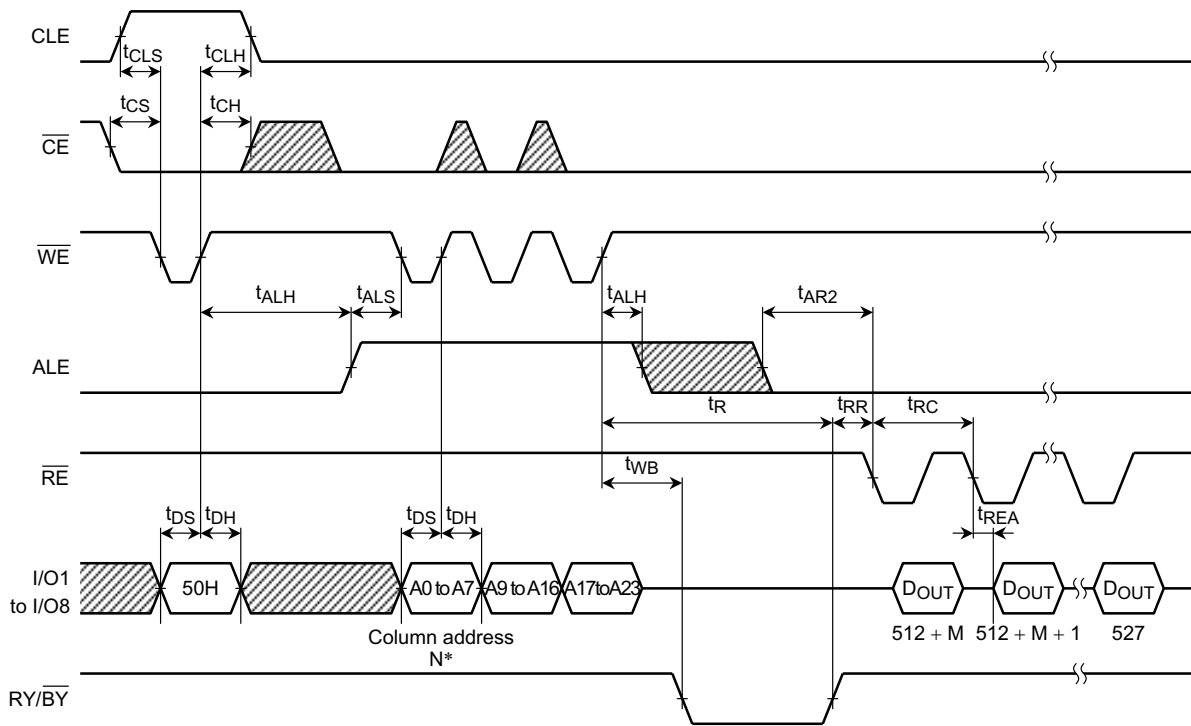 CLE
tCLS tCLH
tCS tCH
CE
WE
tALH tALS tALH tAR2
ALE
tR tRR tRC
RE
tWB
tDS tDH tDS tDH tREA
I/O1
to I/O8
50H A0 to A7 A9 to A16 A17 to A23 DOUT DOUT DOUT
512 + M 512 + M + 1 527
Column address
N*
RY/BY